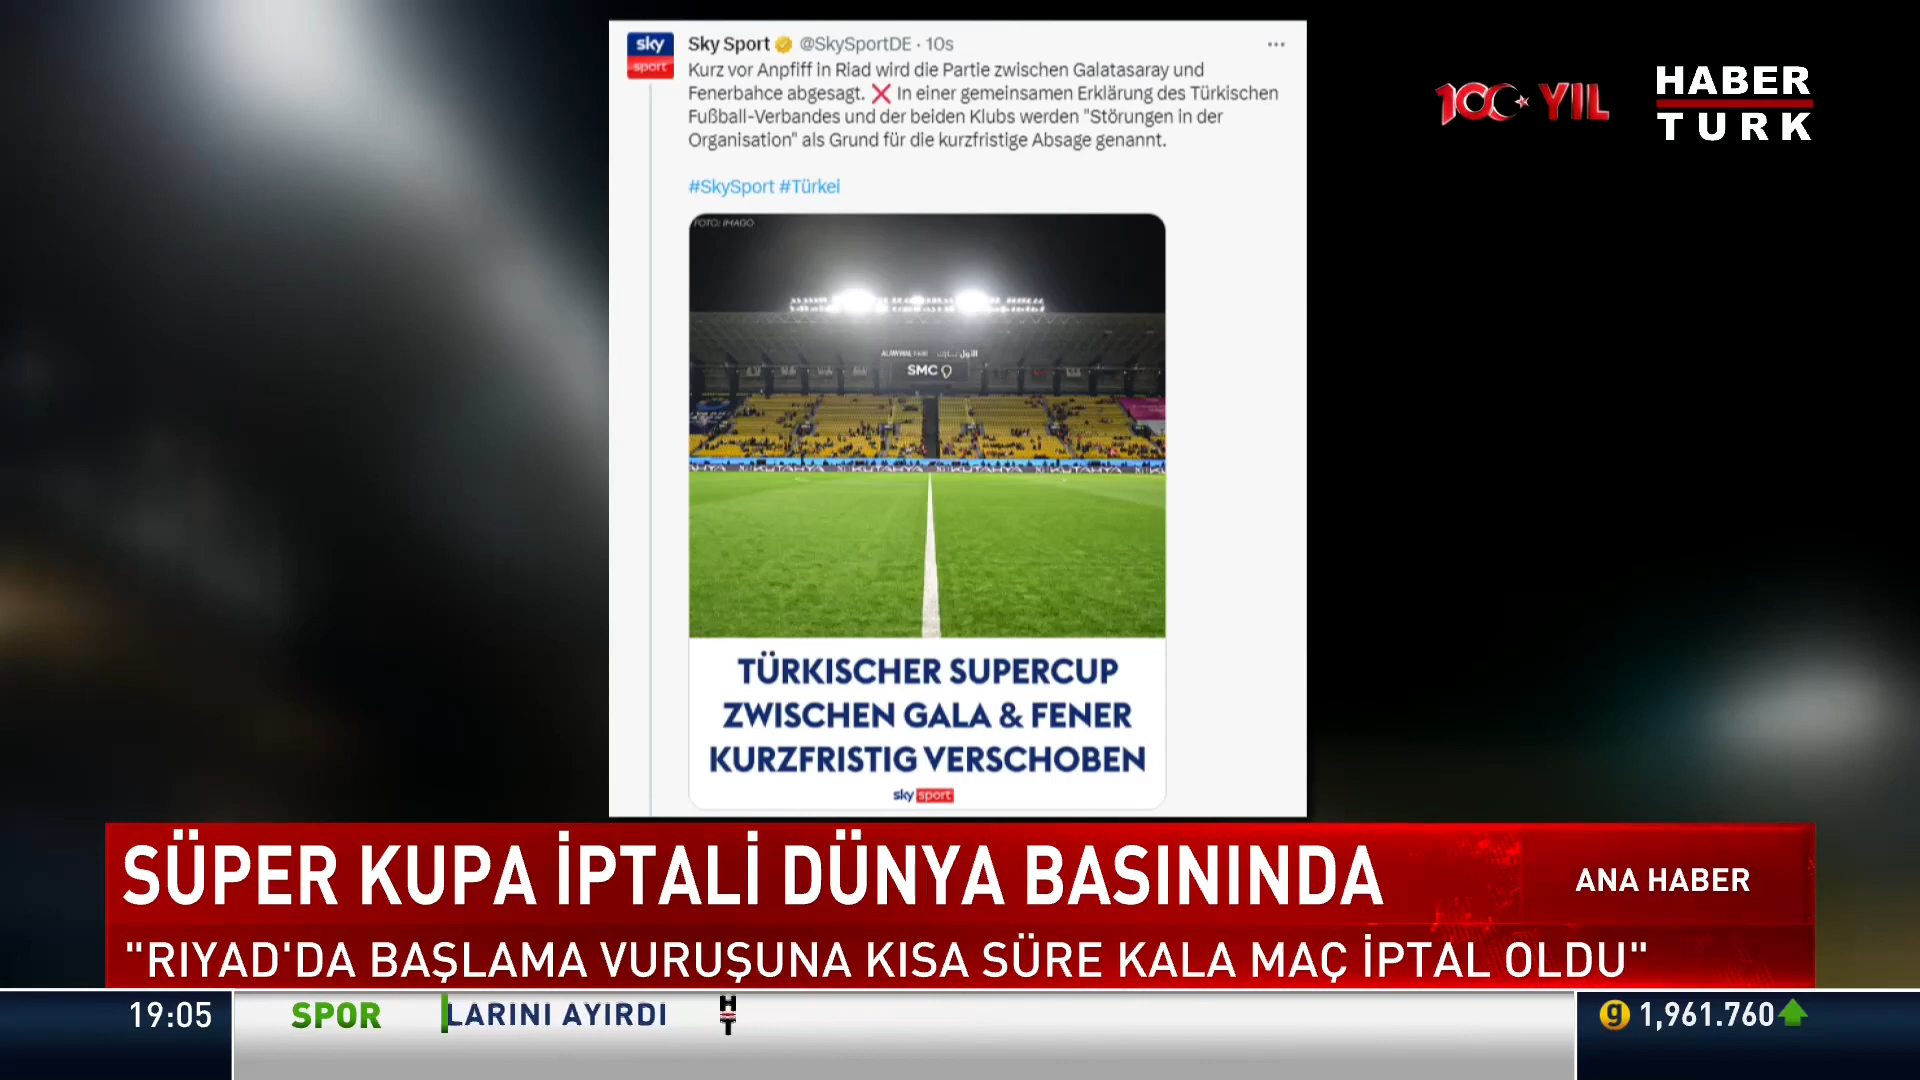 sky
sport
Sky Sport @SkySportDE · 10s
Kurz vor Anpfiff in Riad wird die Partie zwischen Galatasaray und
Fenerbahce abgesagt. ❌ In einer gemeinsamen Erklärung des Türkischen
Fußball-Verbandes und der beiden Klubs werden "Störungen in der
Organisation" als Grund für die kurzfristige Absage genannt.
#SkySport #Türkei
FOTO: IMAGO
SMC
KUTAHYA
TÜRKISCHER SUPERCUP
ZWISCHEN GALA & FENER
KURZFRISTIG VERSCHOBEN
sky sport
100 YIL
HABER
TURK
SÜPER KUPA İPTALİ DÜNYA BASININDA
ANA HABER
"RIYAD'DA BAŞLAMA VURUŞUNA KISA SÜRE KALA MAÇ İPTAL OLDU"
19:05
SPOR
LARINI AYIRDI
HT
g 1,961.760